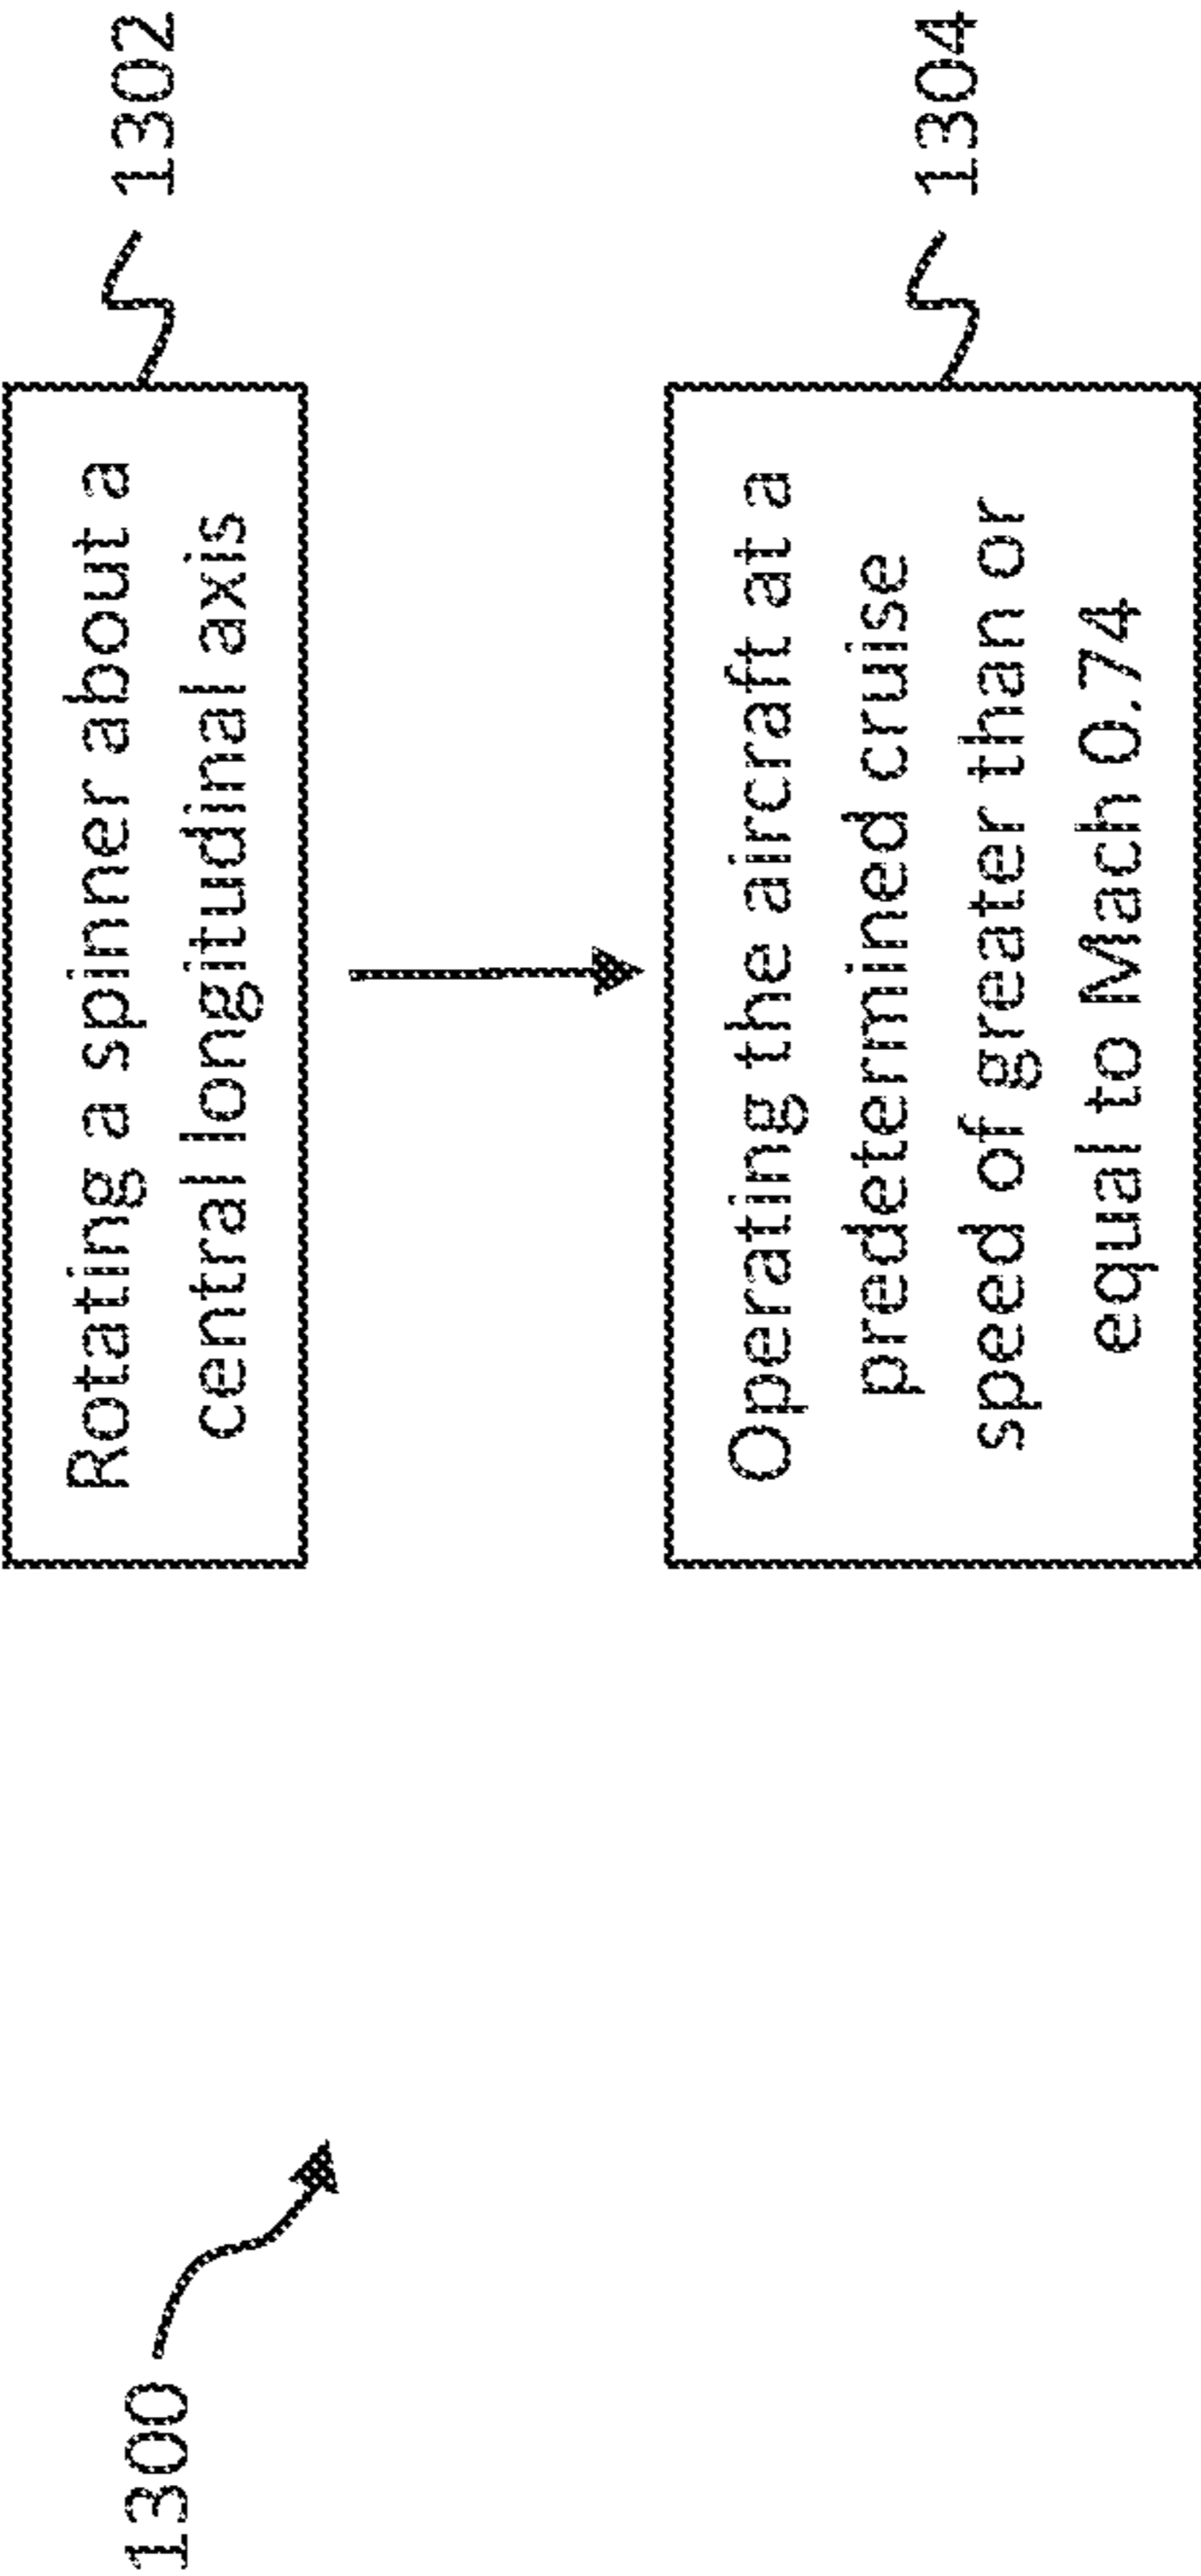 1300
Rotating a spinner about a
central longitudinal axis
1302
Operating the aircraft at a
predetermined cruise
speed of greater than or
equal to Mach 0.74
1304